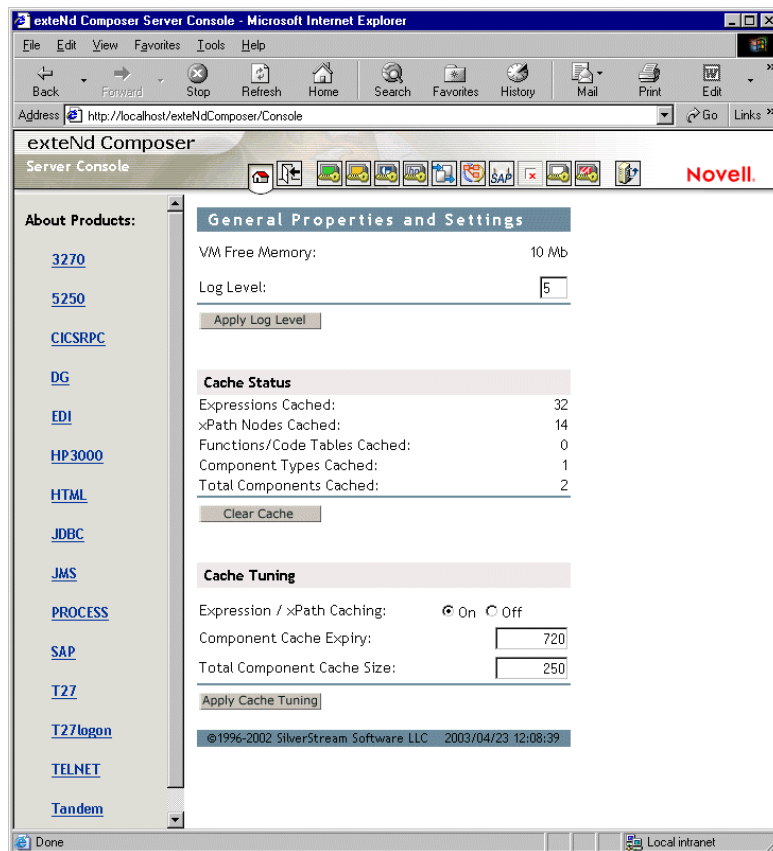 exteNd Composer Server Console - Microsoft Internet Explorer
File Edit View Favorites Tools Help
Back Forward Stop Refresh Home Search Favorites History Mail Print Edit
Address http://localhost/exteNdComposer/Console Go Links
exteNd Composer
Server Console
SAP
Novell.
About Products:
3270
5250
CICSRPC
DG
EDI
HP3000
HTML
JDBC
JMS
PROCESS
SAP
T27
T27logon
TELNET
Tandem
General Properties and Settings
VM Free Memory: 10 Mb
Log Level: 5
Apply Log Level
Cache Status
Expressions Cached: 32
xPath Nodes Cached: 14
Functions/Code Tables Cached: 0
Component Types Cached: 1
Total Components Cached: 2
Clear Cache
Cache Tuning
Expression / xPath Caching: On Off
Component Cache Expiry: 720
Total Component Cache Size: 250
Apply Cache Tuning
©1996-2002 SilverStream Software LLC 2003/04/23 12:08:39
Done Local intranet